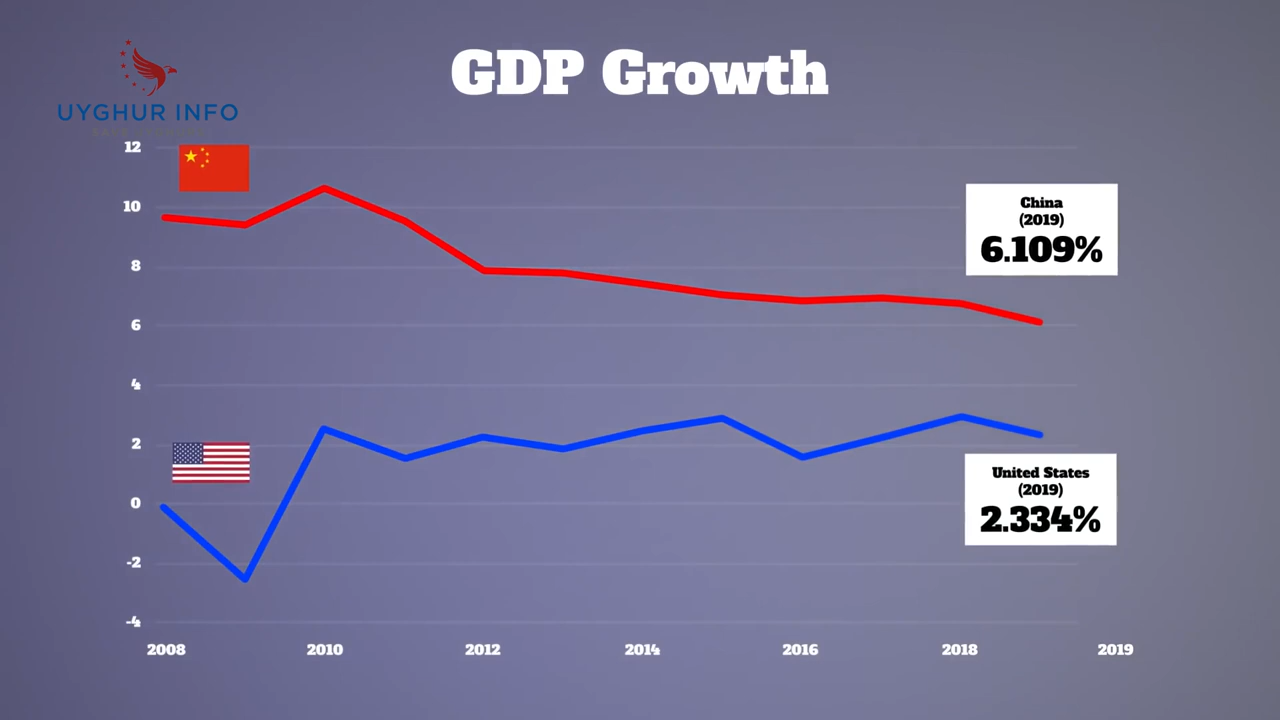 GDP Growth
UYGHUR INFO
12
10
8
6
4
2
0
-2
-4
2008 2010 2012 2014 2016 2018 2019
China
(2019)
6.109%
United States
(2019)
2.334%